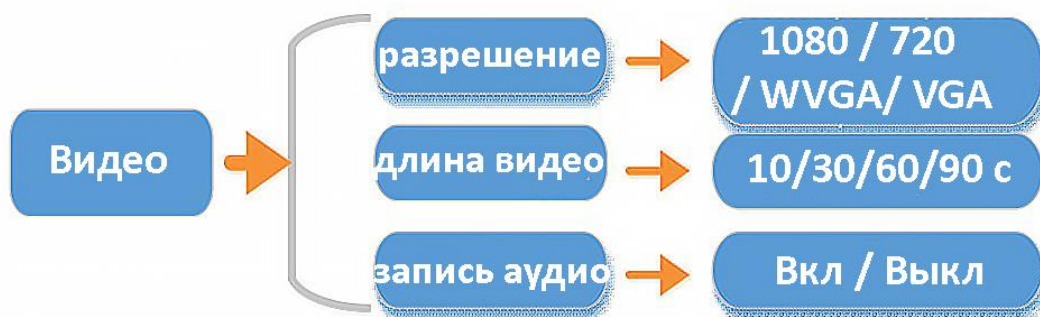 Видео
разрешение
1080 / 720
/ WVGA/ VGA
длина видео
10/30/60/90 с
запись аудио
Вкл / Выкл